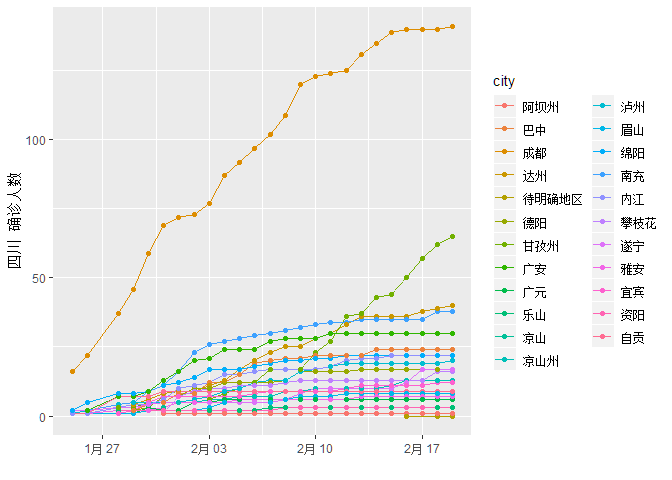 四川 确诊人数
100
50
0
1月 27
2月 03
2月 10
2月 17
city
阿坝州
巴中
成都
达州
待明确地区
德阳
甘孜州
广安
广元
乐山
凉山
凉山州
泸州
眉山
绵阳
南充
内江
攀枝花
遂宁
雅安
宜宾
资阳
自贡